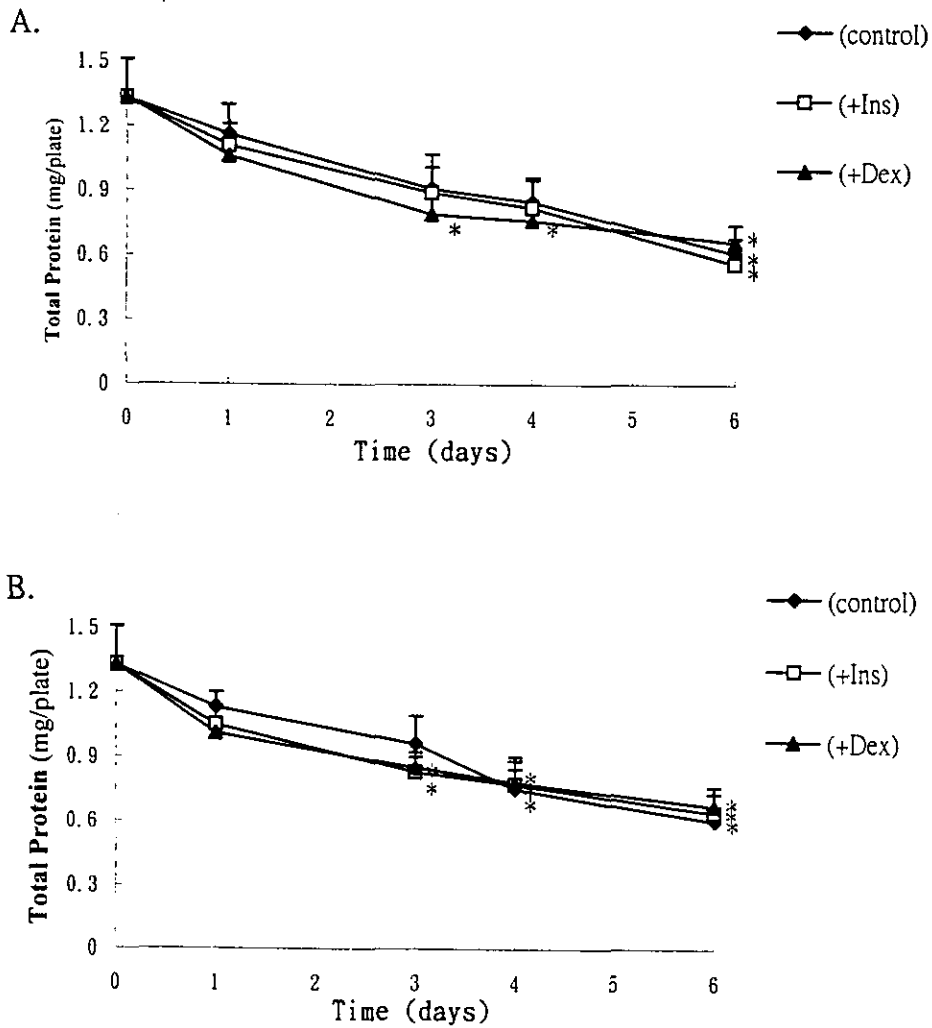 A.
(control)
(+Ins)
(+Dex)
Total Protein (mg/plate)
1.5
1.2
0.9
0.6
0.3
0
* * * * *
0 1 2 3 4 5 6
Time (days)
B.
(control)
(+Ins)
(+Dex)
Total Protein (mg/plate)
1.5
1.2
0.9
0.6
0.3
0
* * * * * * *
0 1 2 3 4 5 6
Time (days)